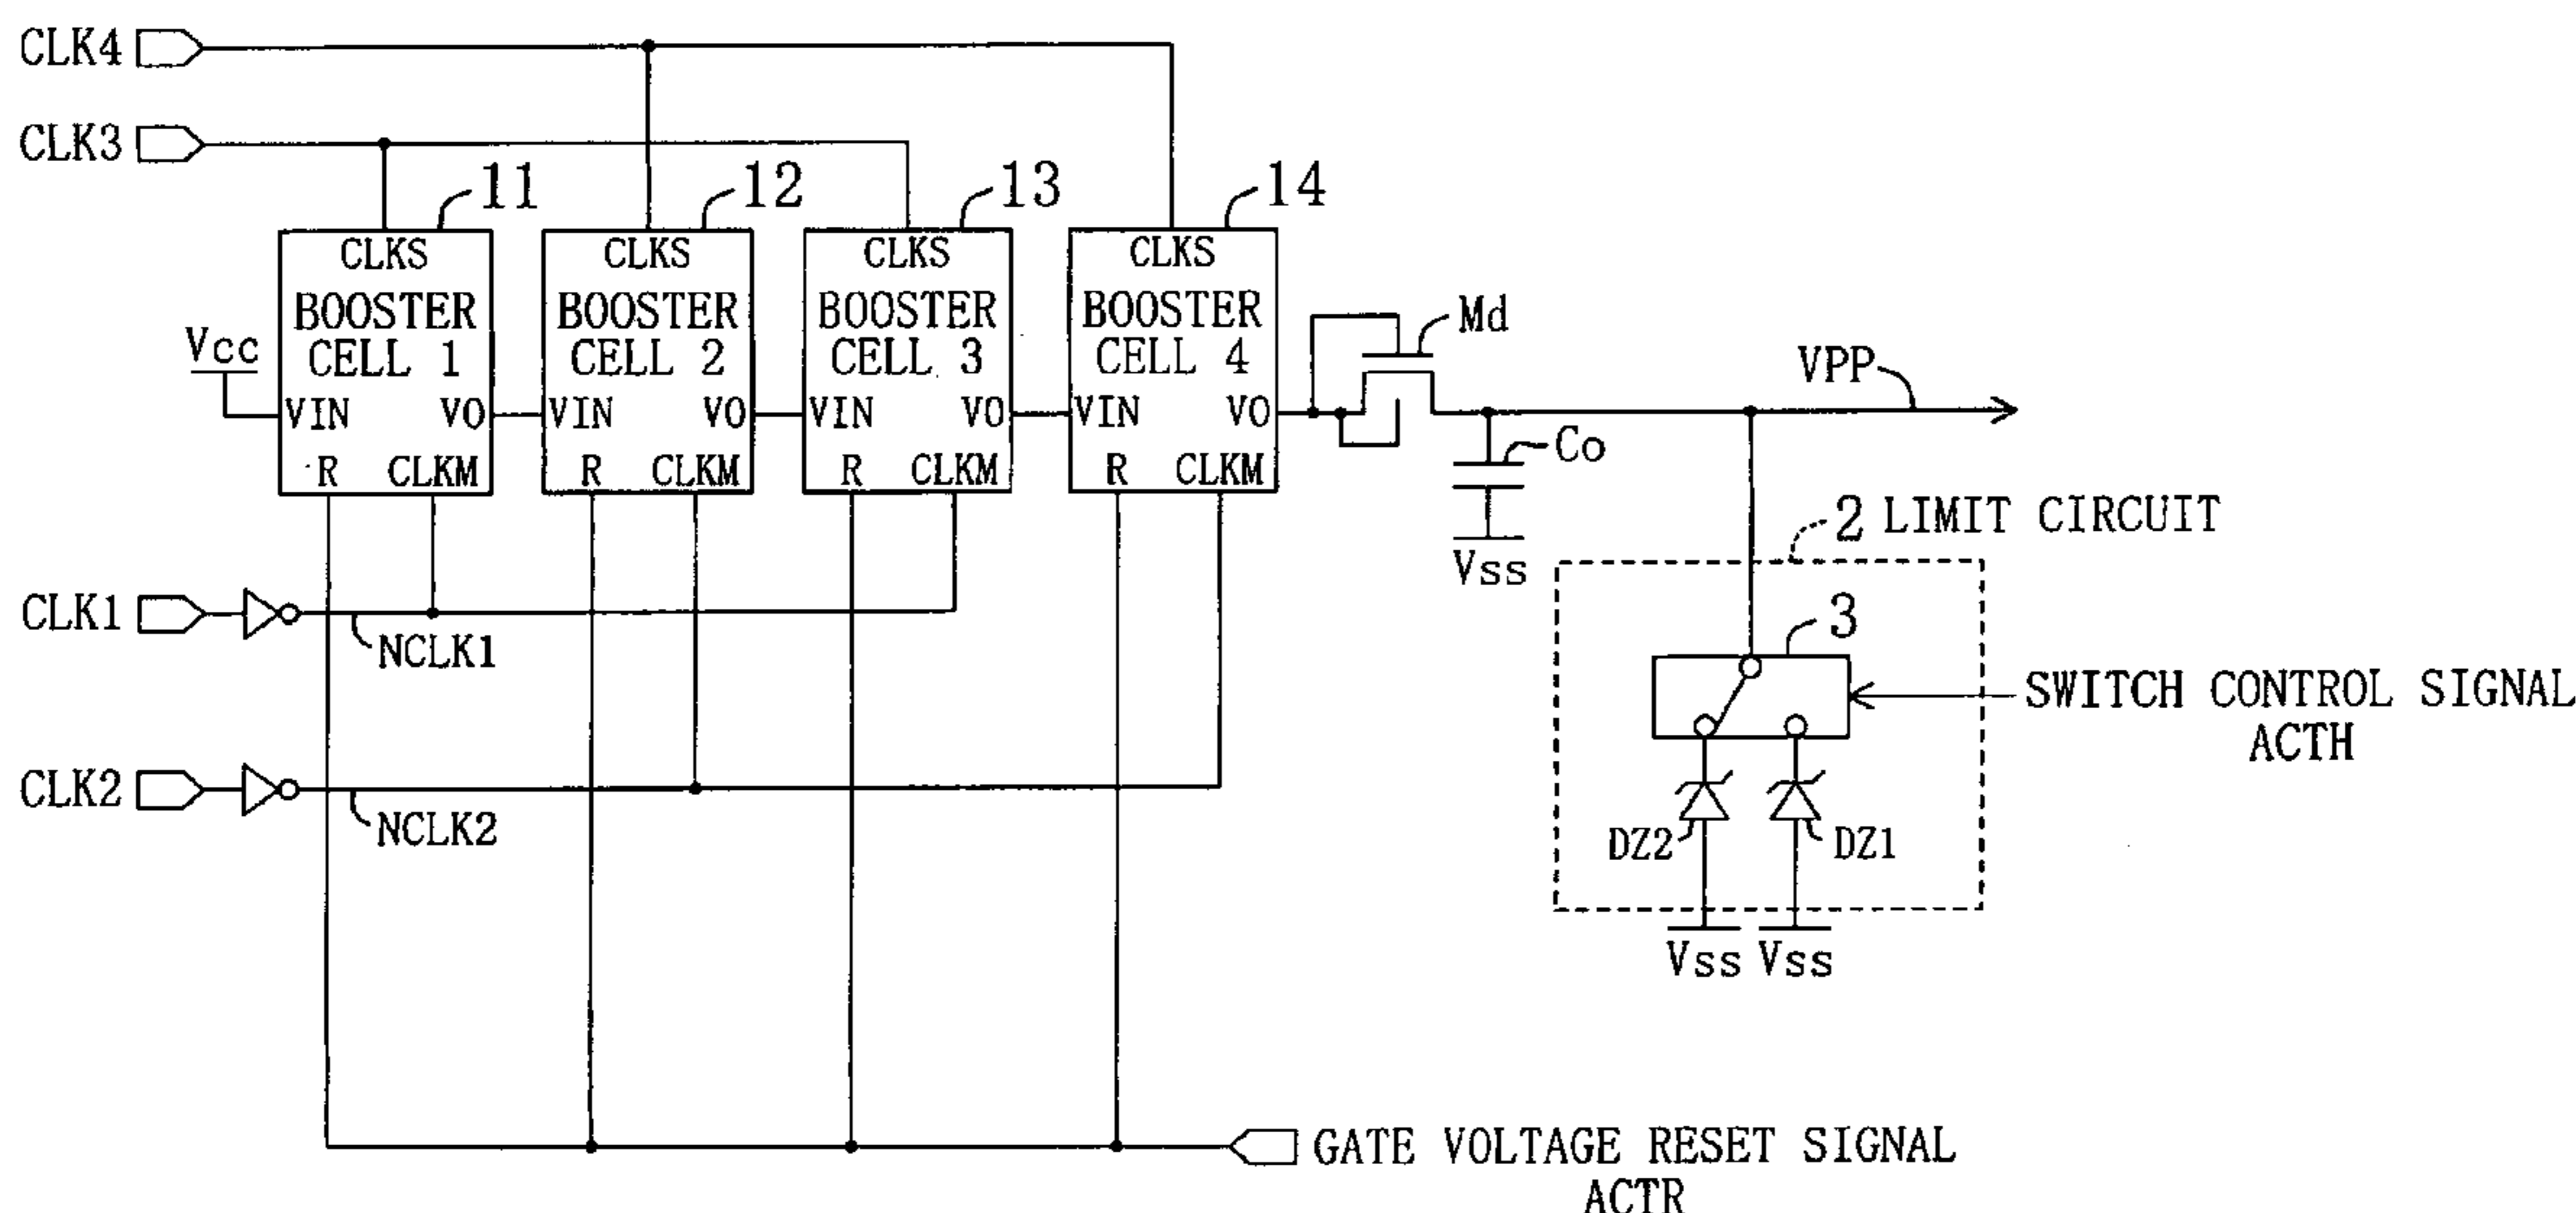 CLK4
CLK3
11
12
13
14
CLKS
BOOSTER
CELL 1
VIN
VO
R
CLKM
CLKS
BOOSTER
CELL 2
VIN
VO
R
CLKM
CLKS
BOOSTER
CELL 3
VIN
VO
R
CLKM
CLKS
BOOSTER
CELL 4
VIN
VO
R
CLKM
Vcc
Md
VPP
Co
Vss
2 LIMIT CIRCUIT
CLK1
NCLK1
3
SWITCH CONTROL SIGNAL
ACTH
CLK2
NCLK2
DZ2
DZ1
Vss
Vss
GATE VOLTAGE RESET SIGNAL
ACTR